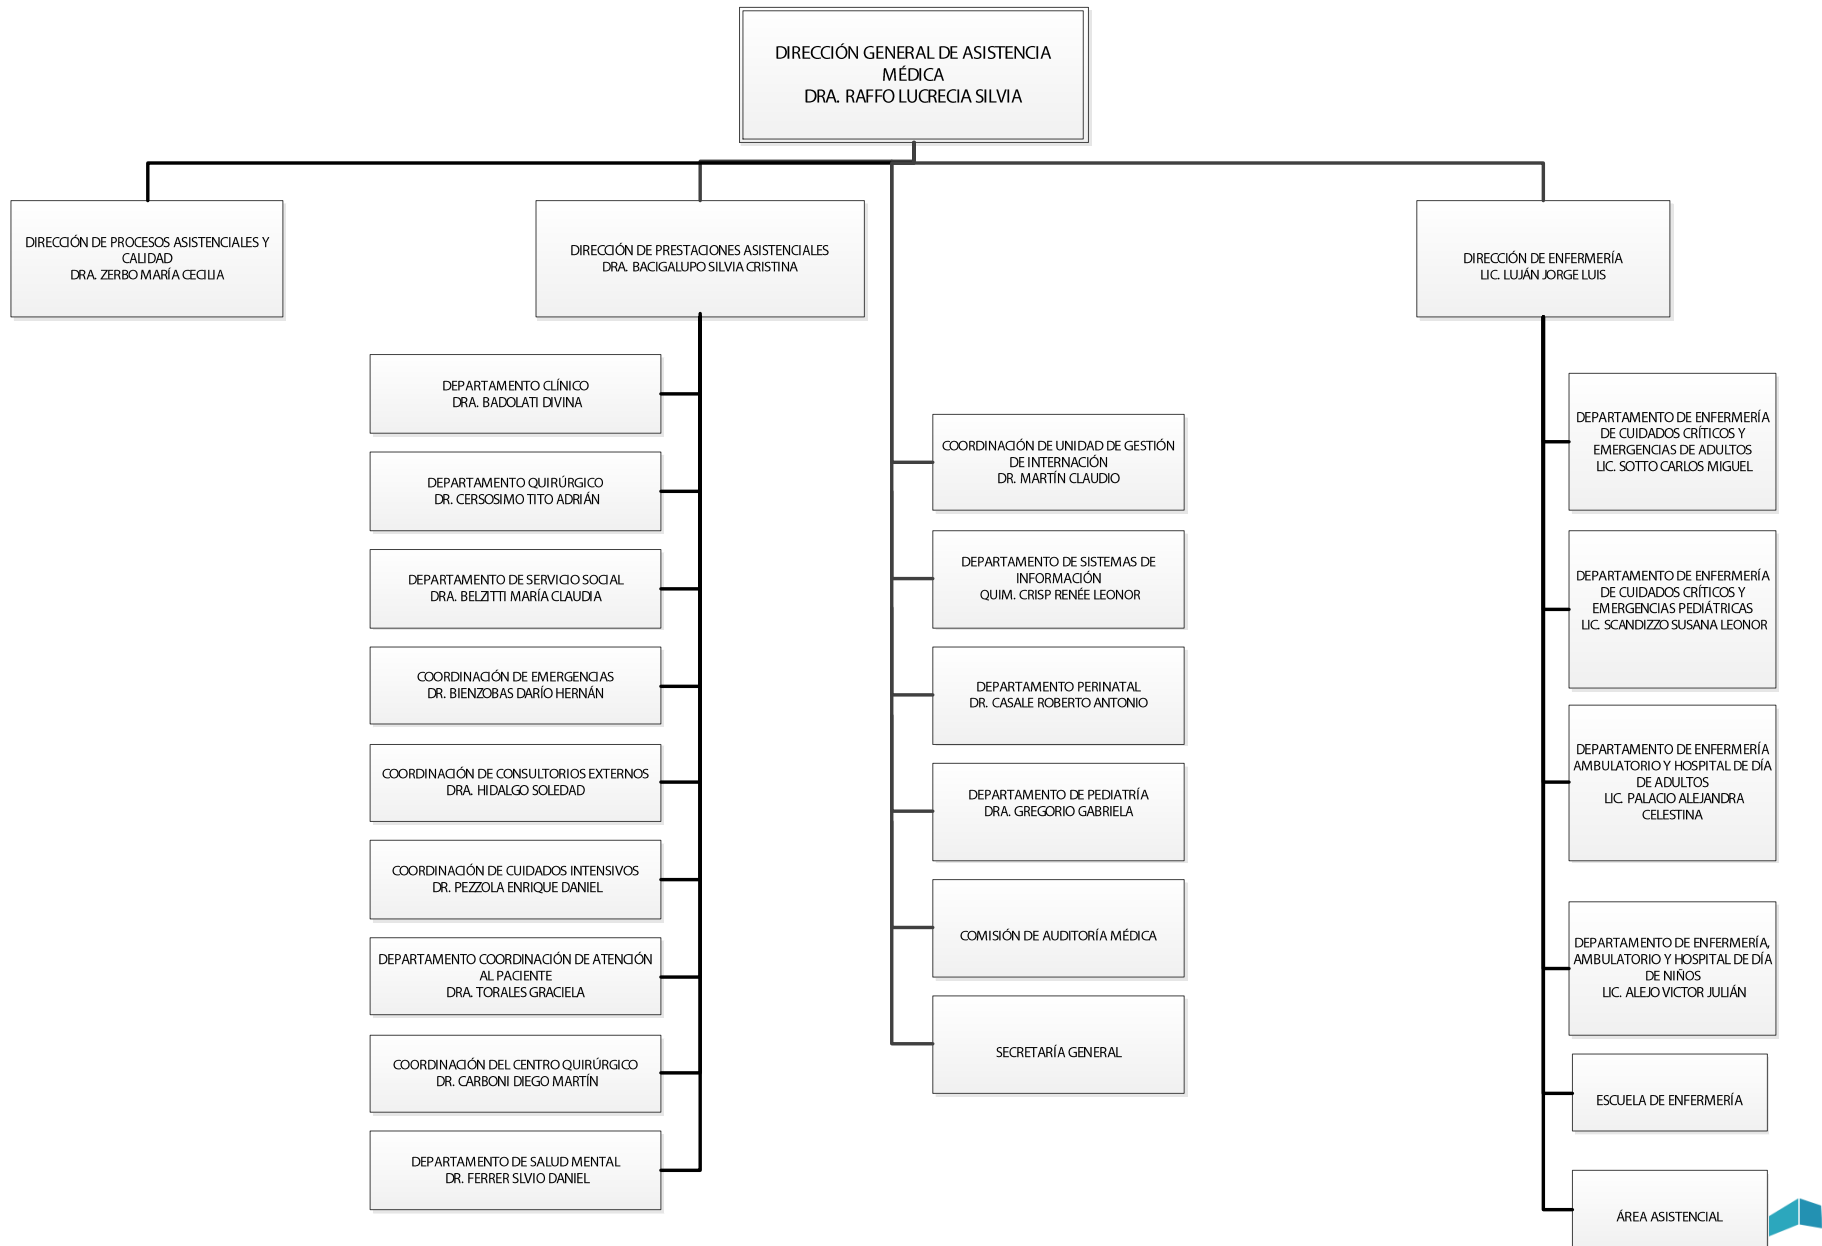 DIRECCIÓN GENERAL DE ASISTENCIA
MÉDICA
DRA. RAFFO LUCRECIA SILVIA
DIRECCIÓN DE PROCESOS ASISTENCIALES Y
CALIDAD
DRA. ZERBO MARÍA CECILIA
DIRECCIÓN DE PRESTACIONES ASISTENCIALES
DRA. BACIGALUPO SILVIA CRISTINA
DIRECCIÓN DE ENFERMERÍA
LIC. LUJÁN JORGE LUIS
DEPARTAMENTO CLÍNICO
DRA. BADOLATI DIVINA
DEPARTAMENTO QUIRÚRGICO
DR. CERSOSIMO TITO ADRIÁN
DEPARTAMENTO DE SERVICIO SOCIAL
DRA. BELZITTI MARÍA CLAUDIA
COORDINACIÓN DE EMERGENCIAS
DR. BIENZOBAS DARÍO HERNÁN
COORDINACIÓN DE CONSULTORIOS EXTERNOS
DRA. HIDALGO SOLEDAD
COORDINACIÓN DE CUIDADOS INTENSIVOS
DR. PEZZOLA ENRIQUE DANIEL
DEPARTAMENTO COORDINACIÓN DE ATENCIÓN
AL PACIENTE
DRA. TORALES GRACIELA
COORDINACIÓN DEL CENTRO QUIRÚRGICO
DR. CARBONI DIEGO MARTÍN
DEPARTAMENTO DE SALUD MENTAL
DR. FERRER SLVIO DANIEL
COORDINACIÓN DE UNIDAD DE GESTIÓN
DE INTERNACIÓN
DR. MARTÍN CLAUDIO
DEPARTAMENTO DE SISTEMAS DE
INFORMACIÓN
QUIM. CRISP RENÉE LEONOR
DEPARTAMENTO PERINATAL
DR. CASALE ROBERTO ANTONIO
DEPARTAMENTO DE PEDIATRÍA
DRA. GREGORIO GABRIELA
COMISIÓN DE AUDITORÍA MÉDICA
SECRETARÍA GENERAL
DEPARTAMENTO DE ENFERMERÍA
DE CUIDADOS CRÍTICOS Y
EMERGENCIAS DE ADULTOS
LIC. SOTTO CARLOS MIGUEL
DEPARTAMENTO DE ENFERMERÍA
DE CUIDADOS CRÍTICOS Y
EMERGENCIAS PEDIÁTRICAS
LIC. SCANDIZZO SUSANA LEONOR
DEPARTAMENTO DE ENFERMERÍA
AMBULATORIO Y HOSPITAL DE DÍA
DE ADULTOS
LIC. PALACIO ALEJANDRA
CELESTINA
DEPARTAMENTO DE ENFERMERÍA,
AMBULATORIO Y HOSPITAL DE DÍA
DE NIÑOS
LIC. ALEJO VICTOR JULIÁN
ESCUELA DE ENFERMERÍA
ÁREA ASISTENCIAL